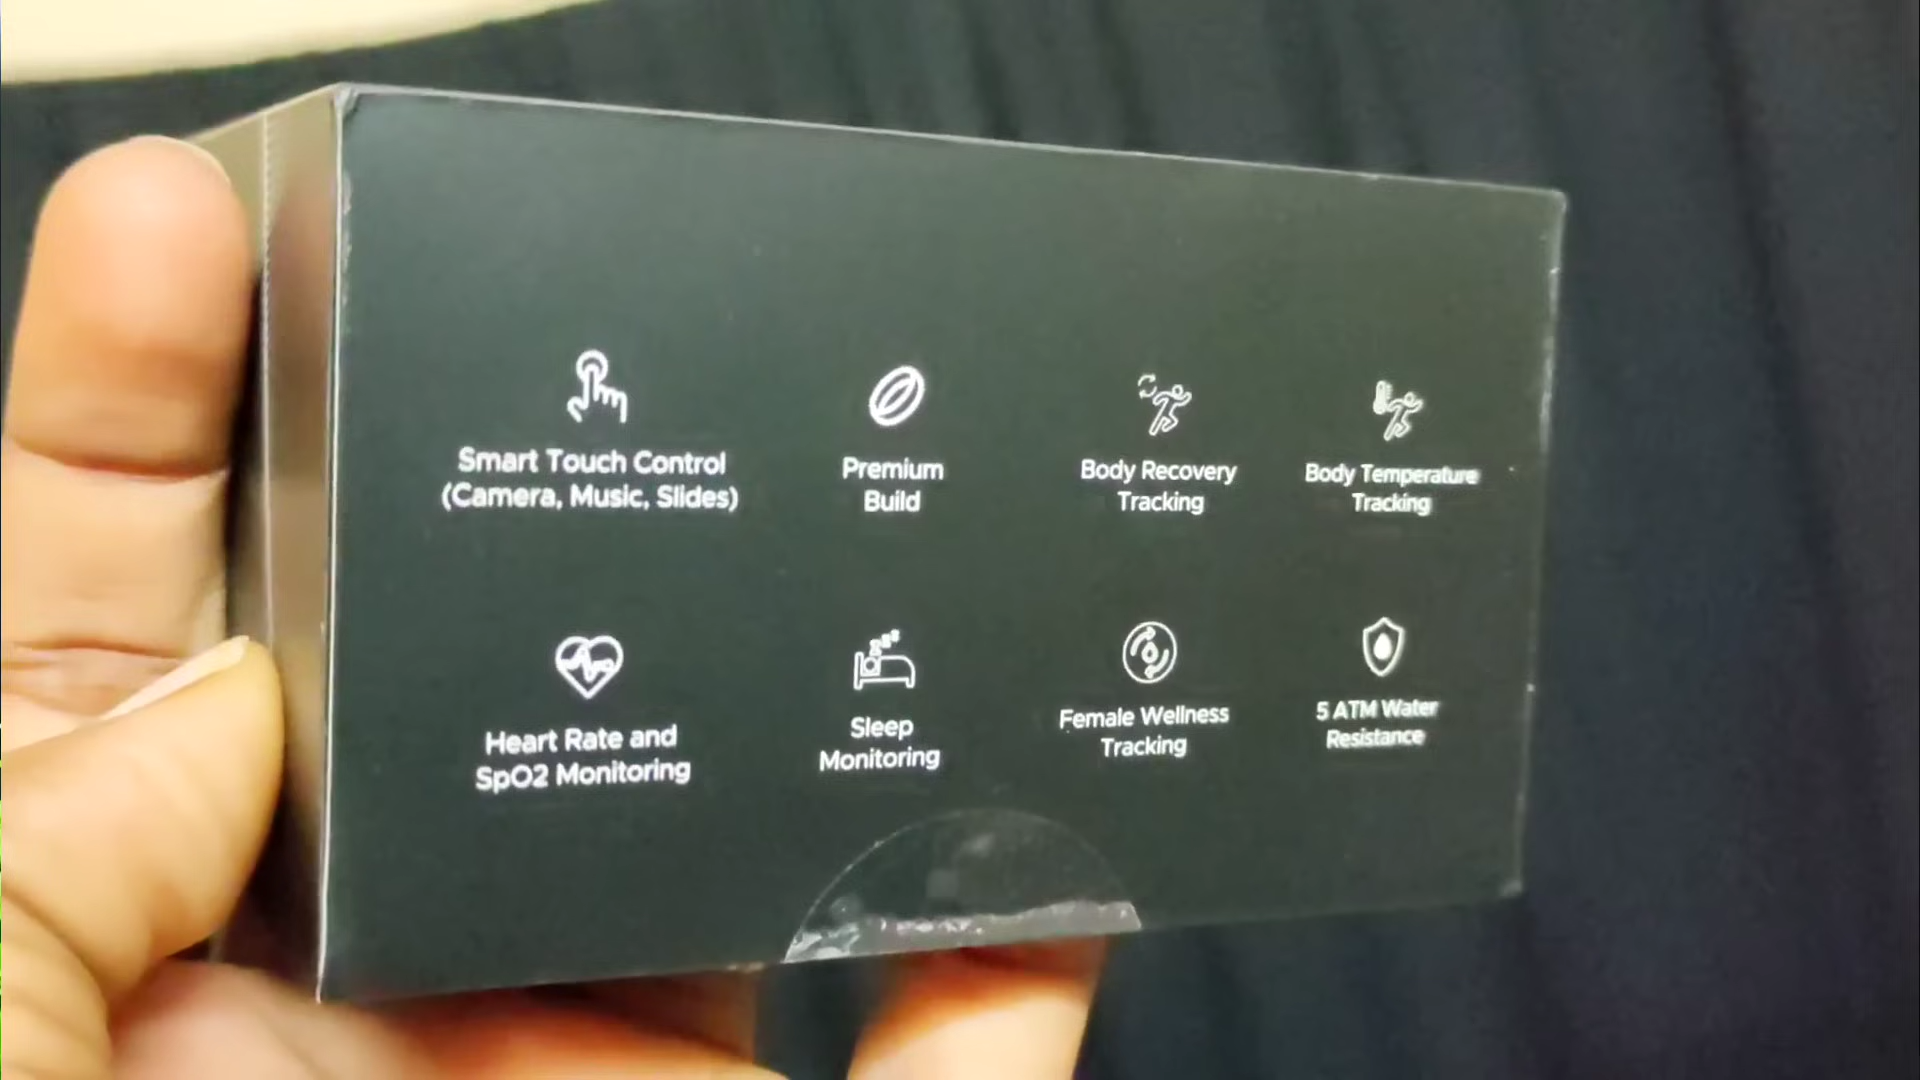 Smart Touch Control
(Camera, Music, Slides)
Premium
Build
Body Recovery
Tracking
Body Temperature
Tracking
Heart Rate and
SpO2 Monitoring
Sleep
Monitoring
Female Wellness
Tracking
5 ATM Water
Resistance